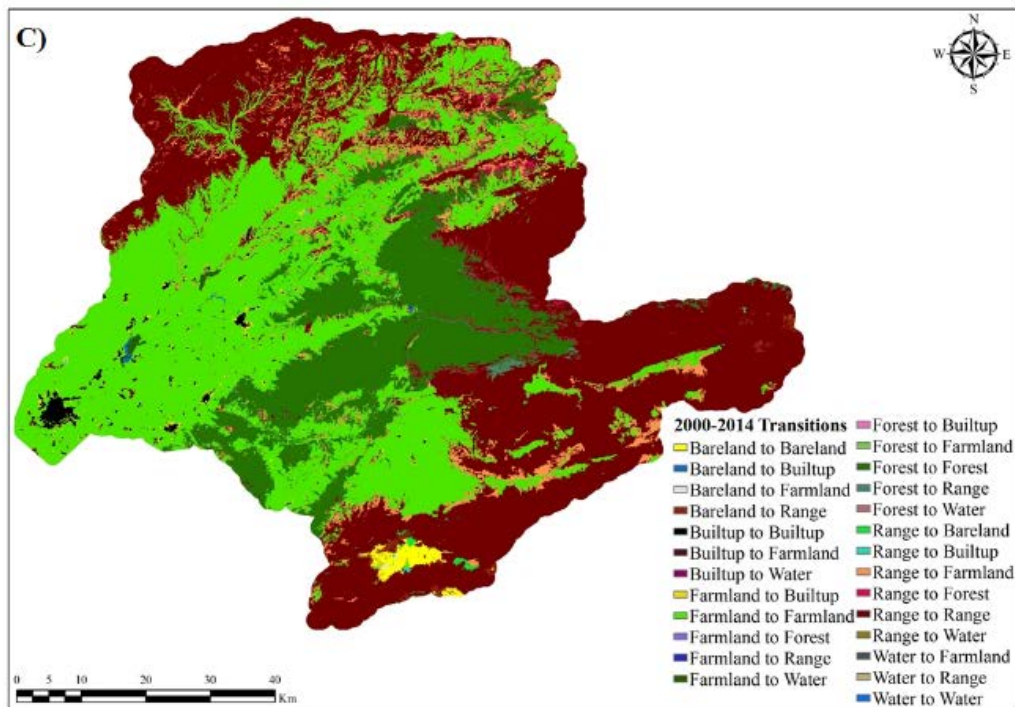 C)
N
W E
S
2000-2014 Transitions
Bareland to Bareland
Bareland to Builtup
Bareland to Farmland
Bareland to Range
Builtup to Builtup
Builtup to Farmland
Builtup to Water
Farmland to Builtup
Farmland to Farmland
Farmland to Forest
Farmland to Range
Farmland to Water
Forest to Builtup
Forest to Farmland
Forest to Forest
Forest to Range
Forest to Water
Range to Bareland
Range to Builtup
Range to Farmland
Range to Forest
Range to Range
Range to Water
Water to Farmland
Water to Range
Water to Water
0 5 10 20 30 40
Km